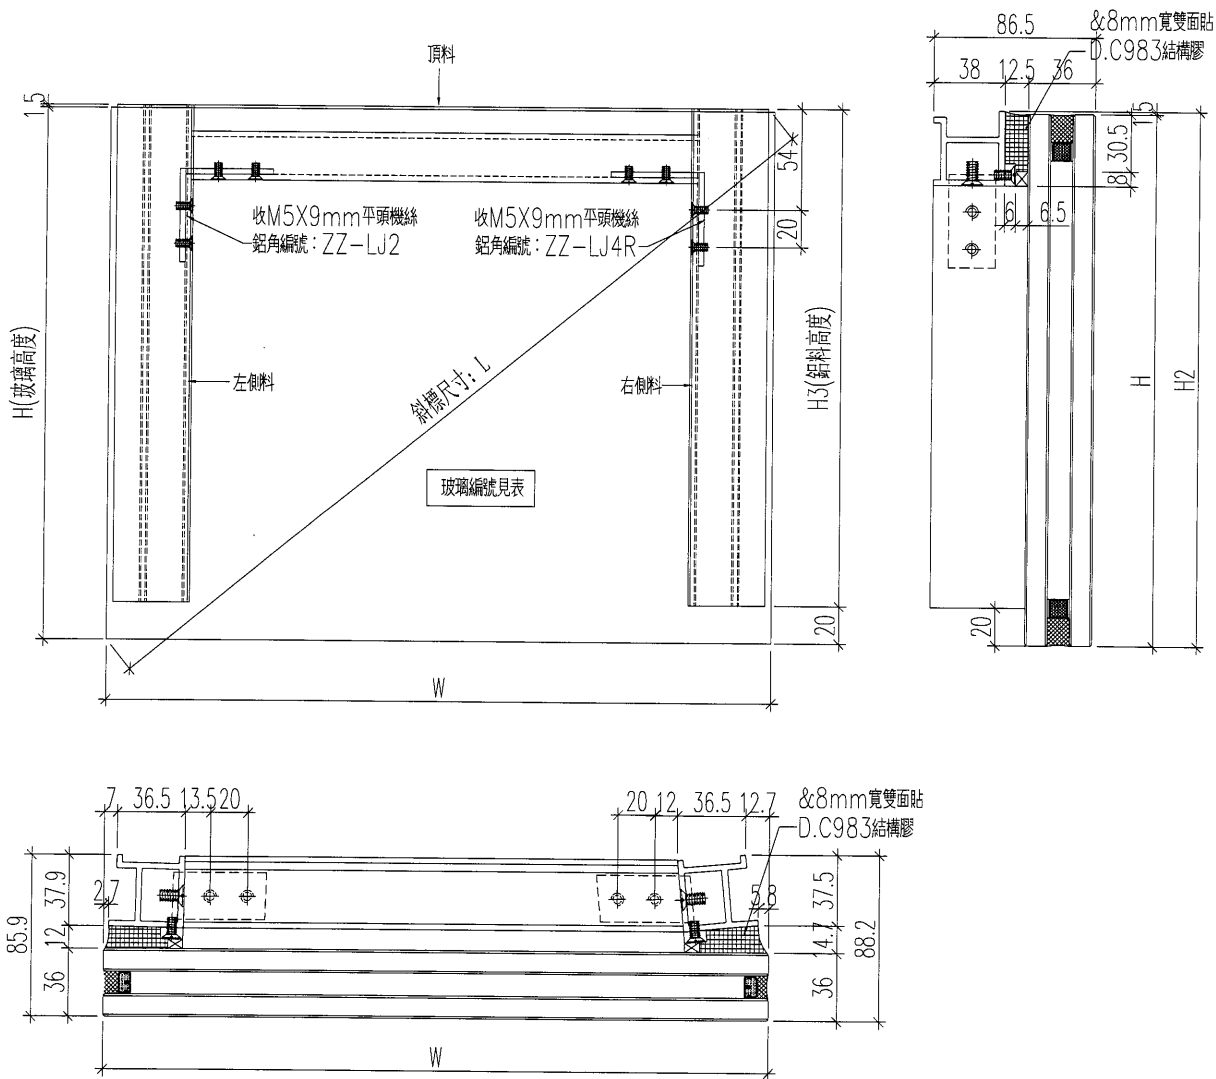 頂料
1.5
收M5X9mm平頭機絲
鋁角編號：ZZ-LJ2
收M5X9mm平頭機絲
鋁角編號：ZZ-LJ4R
54
20
H(玻璃高度)
左側料
斜標尺寸：L
右側料
H3(鋁料高度)
玻璃編號見表
20
W
86.5
&8mm寬雙面貼
D.C983結構膠
38
12.5
36
1.5
30.5
8
6
6.5
H
H2
20
7
36.5
13.5
20
20
12
36.5
12.7
&8mm寬雙面貼
D.C983結構膠
85.9
37.9
2.7
12
36
5.8
37.5
14.7
36
88.2
W